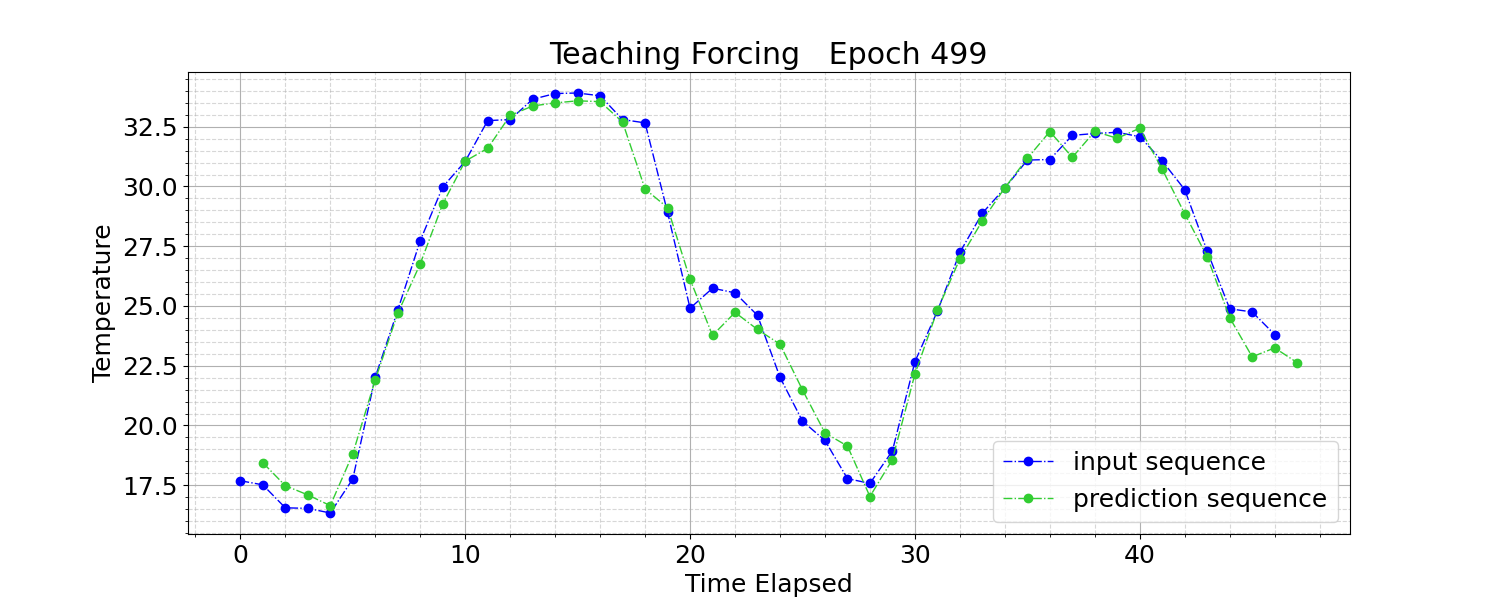 Teaching Forcing   Epoch 499
32.5
30.0
27.5
25.0
22.5
20.0
17.5
Temperature
input sequence
prediction sequence
0 10 20 30 40
Time Elapsed